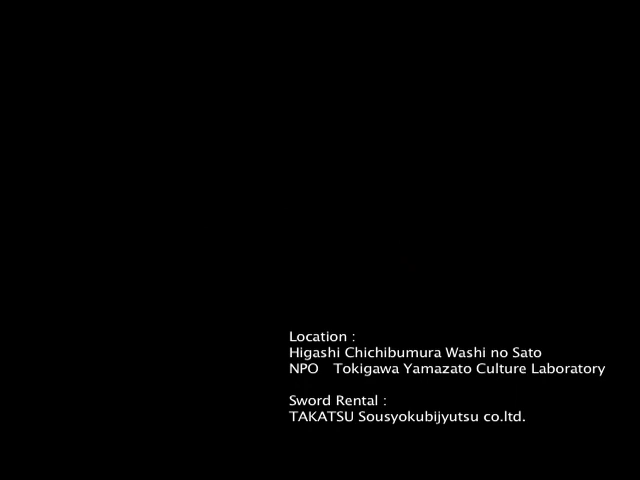 Location :
Higashi Chichibumura Washi no Sato
NPO Tokigawa Yamazato Culture Laboratory
Sword Rental :
TAKATSU Sousyokubijyutsu co.ltd.